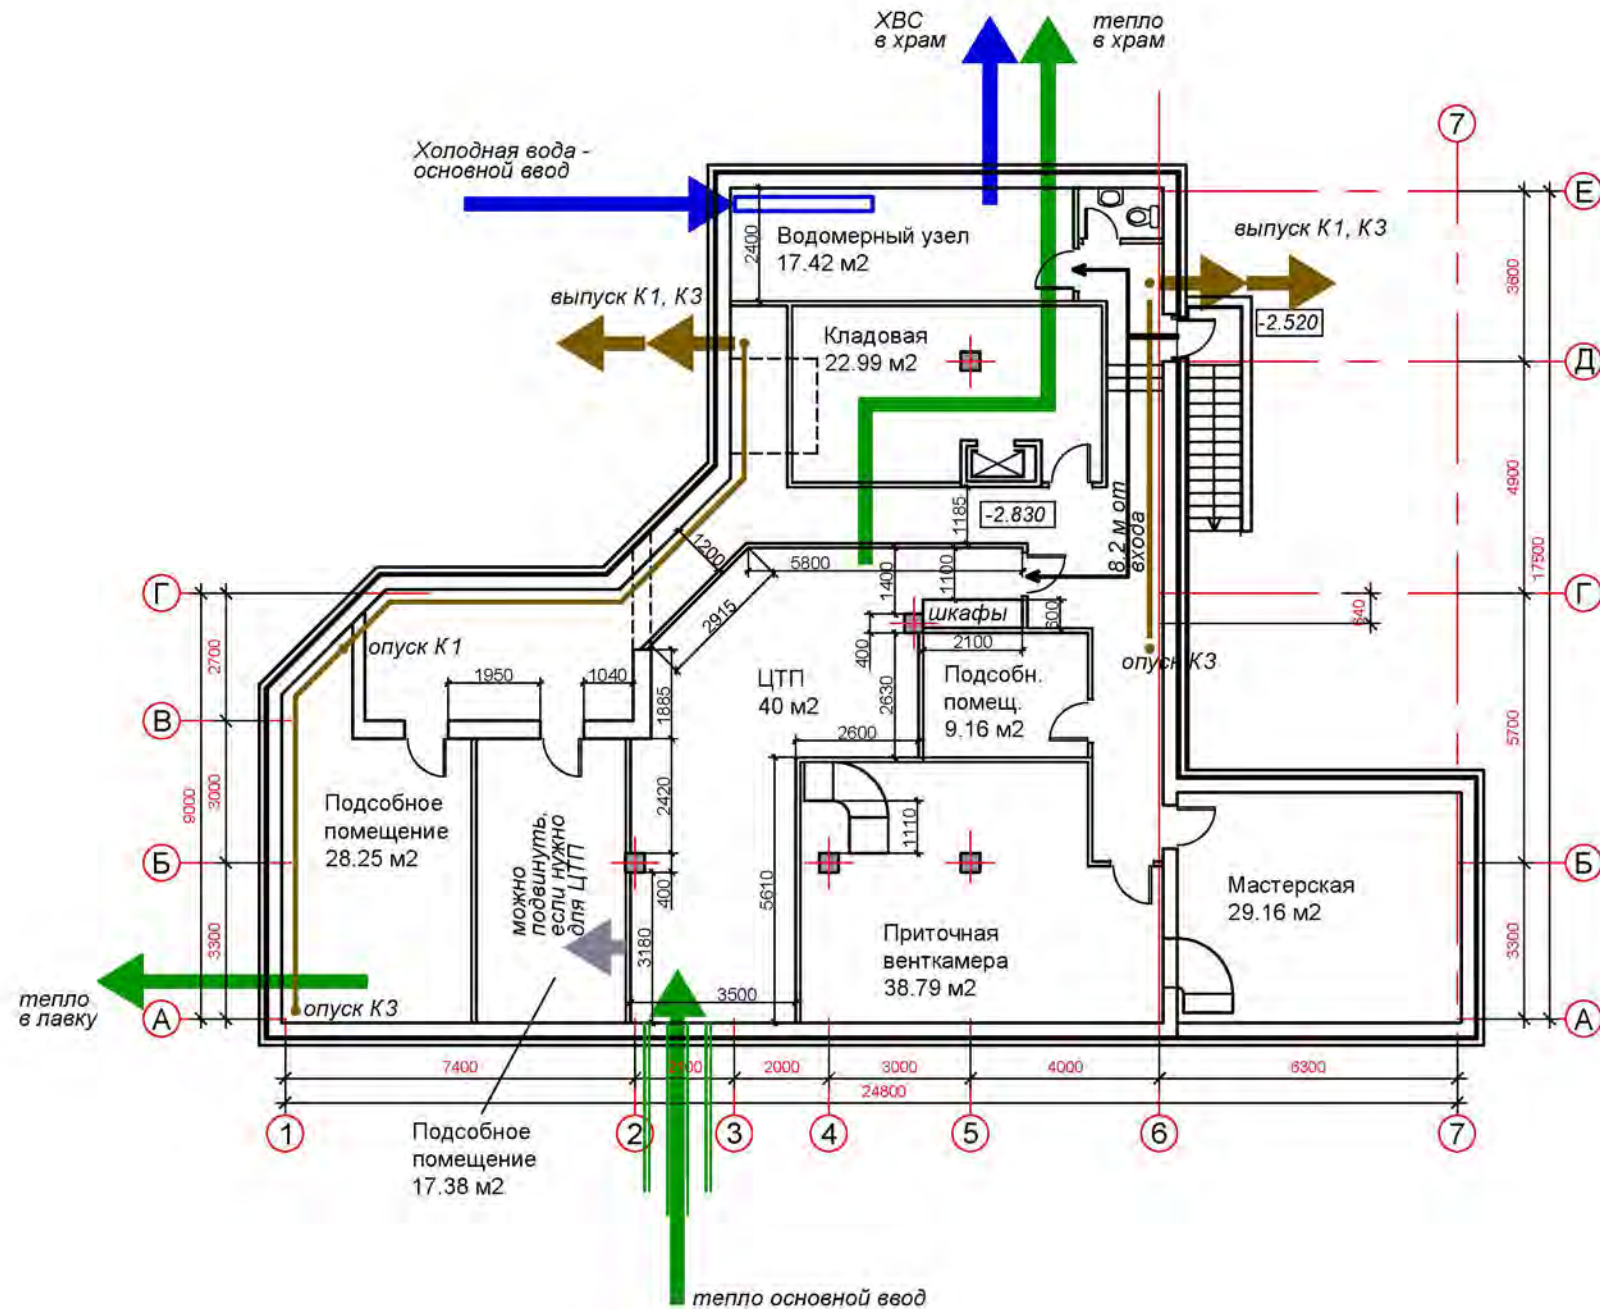 ХВС
в храм
тепло
в храм
7
Холодная вода -
основной ввод
Е
выпуск К1, К3
Водомерный узел
17.42 м2
2400
3800
выпуск К1, К3
-2.520
Кладовая
22.99 м2
Д
4900
-2.830
1185
8.2 м от
входа
17500
1200
5800
1400
1100
Г
Г
2915
шкафы
600
640
2700
опуск К1
400
2100
опуск К3
1950
1040
ЦТП
40 м2
Подсобн.
помещ.
9.16 м2
1885
2630
В
2600
5700
9000
3000
Подсобное
помещение
28.25 м2
2420
можно
подвинуть.
если нужно
для ЦТП
1110
Б
Б
400
5610
Мастерская
29.16 м2
3300
3180
Приточная
венткамера
38.79 м2
3300
тепло
в лавку
3500
А
опуск К3
А
7400
2100
2000
3000
4000
6300
24800
1
2
3
4
5
6
7
Подсобное
помещение
17.38 м2
тепло основной ввод